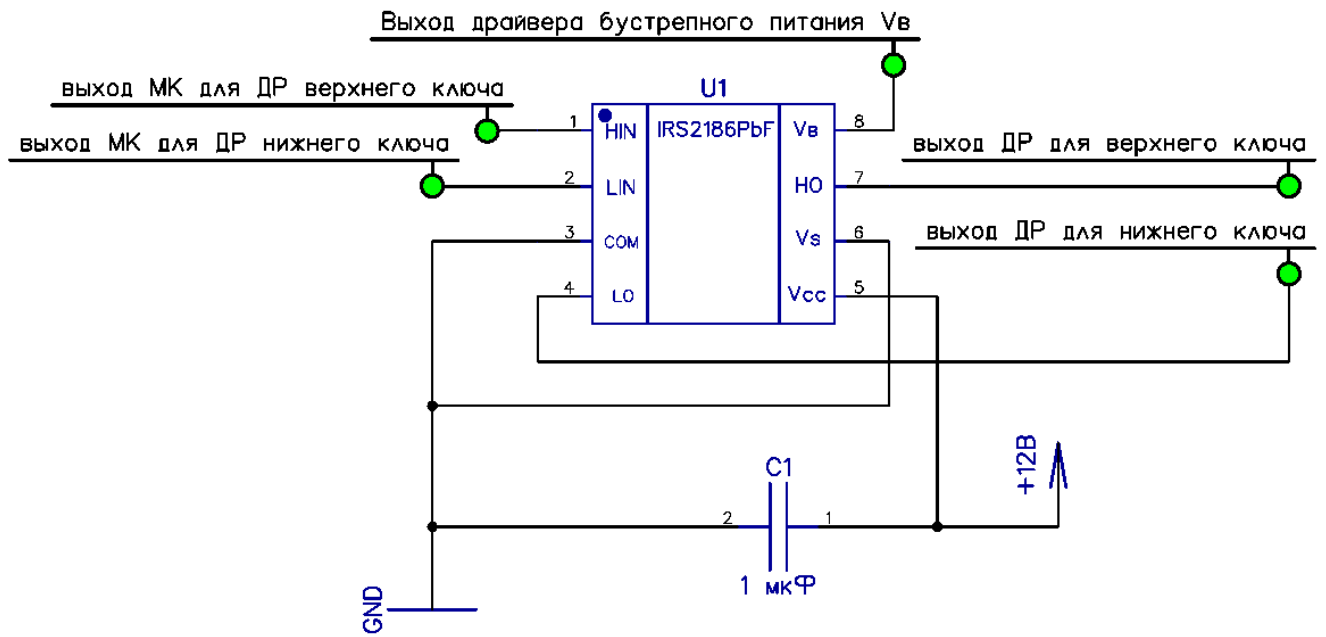 Выход драйвера бустрепного питания Vв
выход МК для ДР верхнего ключа
U1
1 HIN IRS2186PbF Vв 8
выход МК для ДР нижнего ключа
выход ДР для верхнего ключа
2 LIN HO 7
3 COM Vs 6
выход ДР для нижнего ключа
4 LO Vcc 5
+12В
C1
2 1
1 мкФ
GND